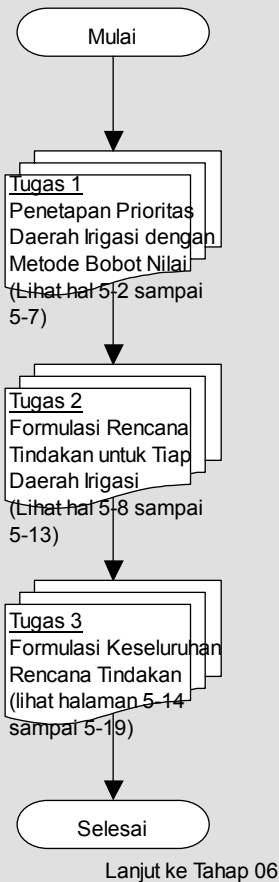 Mulai
Tugas 1
Penetapan Prioritas
Daerah Irigasi dengan
Metode Bobot Nilai
(Lihat hal 5-2 sampai
5-7)
Tugas 2
Formulasi Rencana
Tindakan untuk Tiap
Daerah Irigasi
(Lihat hal 5-8 sampai
5-13)
Tugas 3
Formulasi Keseluruhan
Rencana Tindakan
(lihat halaman 5-14
sampai 5-19)
Selesai
Lanjut ke Tahap 06